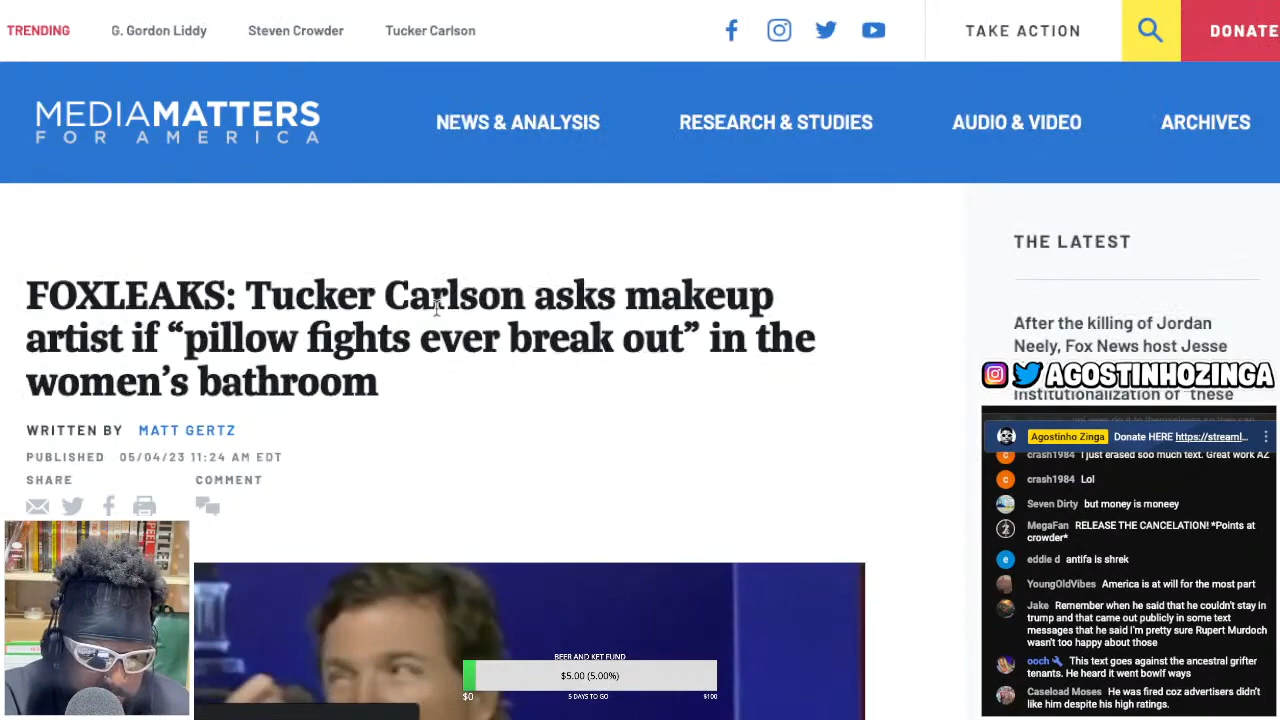 TRENDING
G. Gordon Liddy
Steven Crowder
Tucker Carlson
TAKE ACTION
DONATE
MEDIAMATTERS
FOR AMERICA
NEWS & ANALYSIS
RESEARCH & STUDIES
AUDIO & VIDEO
ARCHIVES
FOXLEAKS: Tucker Carlson asks makeup
artist if “pillow fights ever break out” in the
women’s bathroom
WRITTEN BY MATT GERTZ
PUBLISHED 05/04/23 11:24 AM EDT
SHARE
COMMENT
THE LATEST
After the killing of Jordan
Neely, Fox News host Jesse
institutionalization of "these
AGOSTINHOZINGA
Agostinho Zinga Donate HERE https://streaml...
crash1984 I just erased soo much text. Great work AZ
crash1984 Lol
Seven Dirty but money is moneey
MegaFan RELEASE THE CANCELATION! *Points at
crowder*
eddie d antifa is shrek
YoungOldVibes America is at will for the most part
Jake Remember when he said that he couldn't stay in
trump and that came out publicly in some text
messages that he said I'm pretty sure Rupert Murdoch
wasn't too happy about those
ooch This text goes against the ancestral grifter
tenants. He heard it went bowlf ways
Caseload Moses He was fired coz advertisers didn't
like him despite his high ratings.
BEER AND KET FUND
$5.00 (5.00%)
$0
5 DAYS TO GO
$100
PEEL